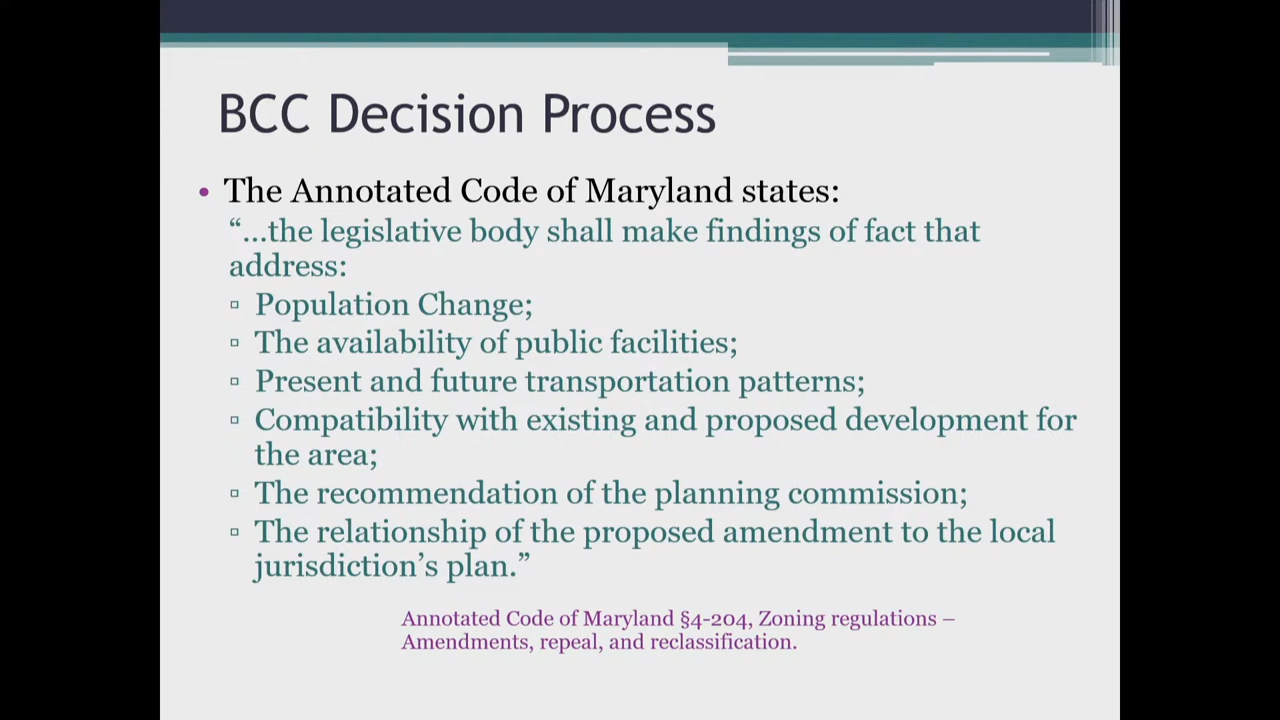 BCC Decision Process
• The Annotated Code of Maryland states:
“…the legislative body shall make findings of fact that
address:
▫ Population Change;
▫ The availability of public facilities;
▫ Present and future transportation patterns;
▫ Compatibility with existing and proposed development for
the area;
▫ The recommendation of the planning commission;
▫ The relationship of the proposed amendment to the local
jurisdiction’s plan.”
Annotated Code of Maryland §4-204, Zoning regulations –
Amendments, repeal, and reclassification.